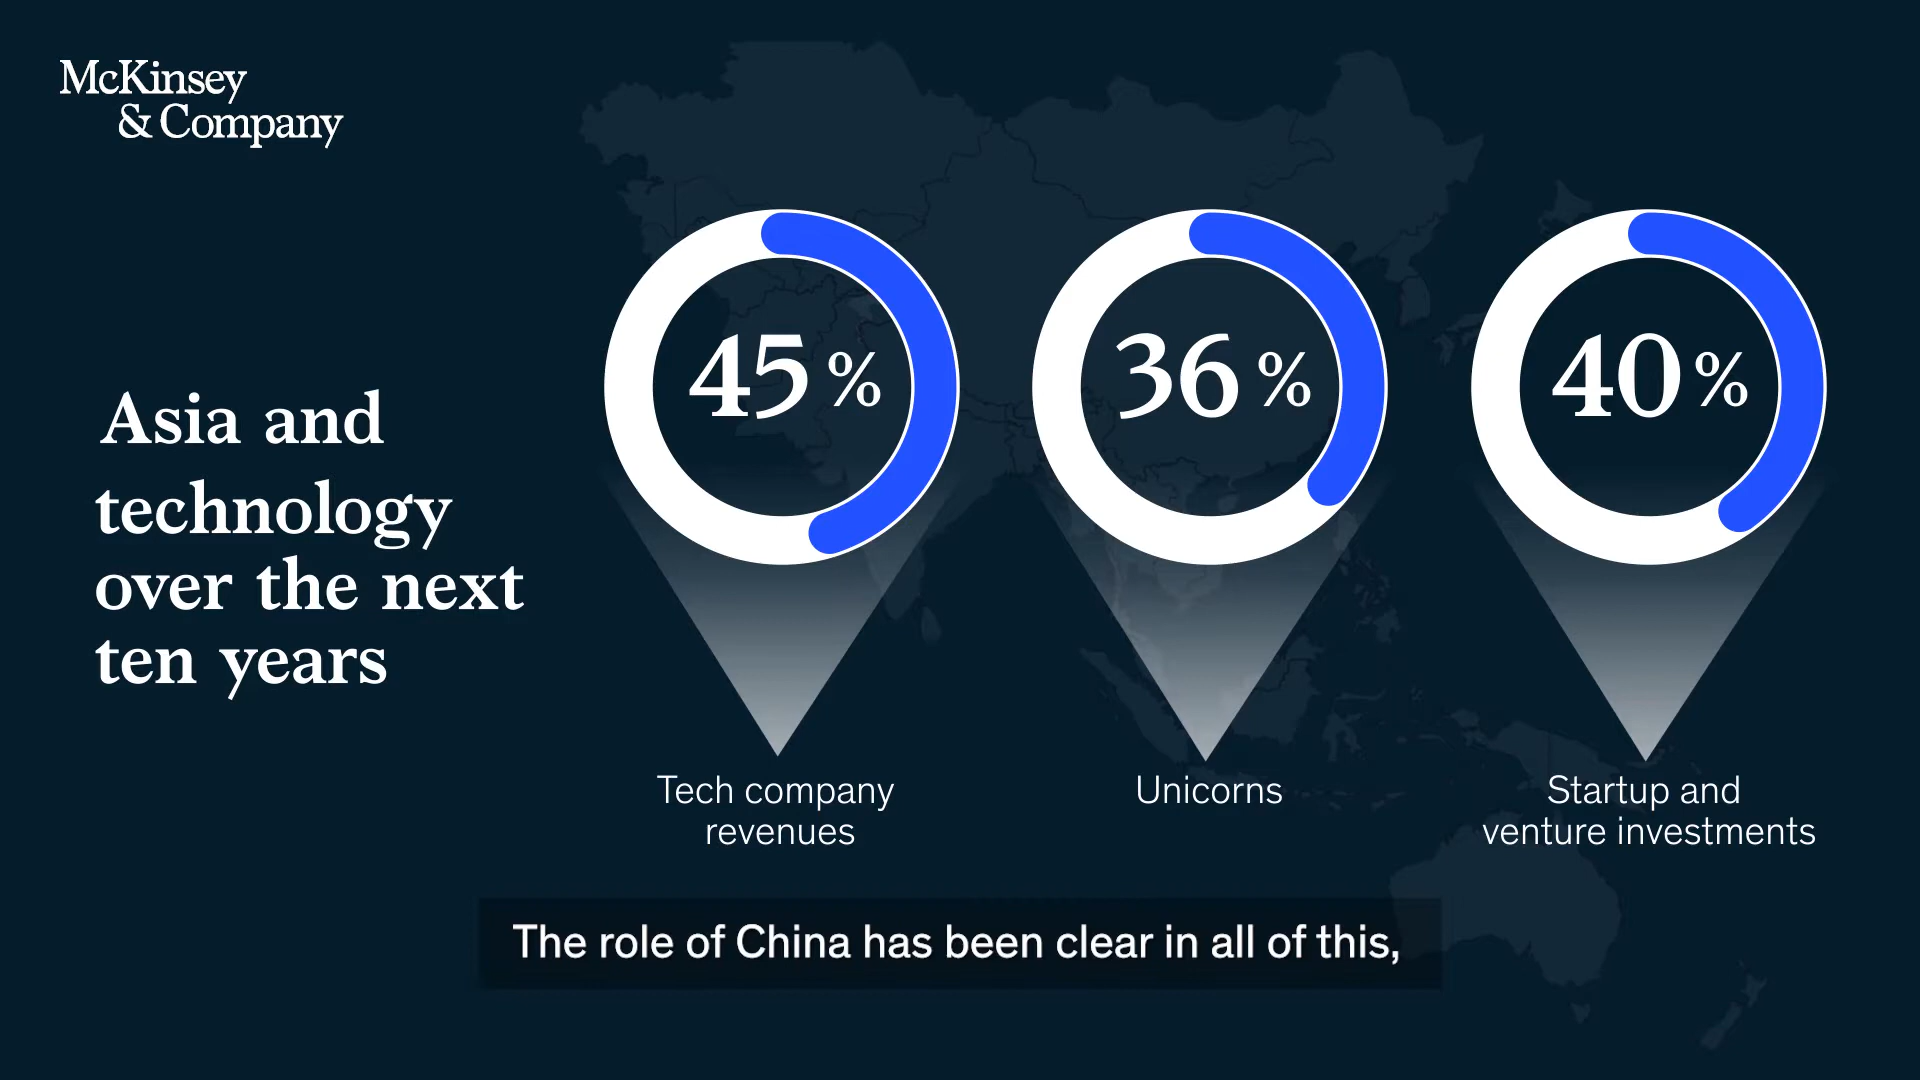 McKinsey
& Company
Asia and
technology
over the next
ten years
45 %
36 %
40 %
Tech company
revenues
Unicorns
Startup and
venture investments
The role of China has been clear in all of this,